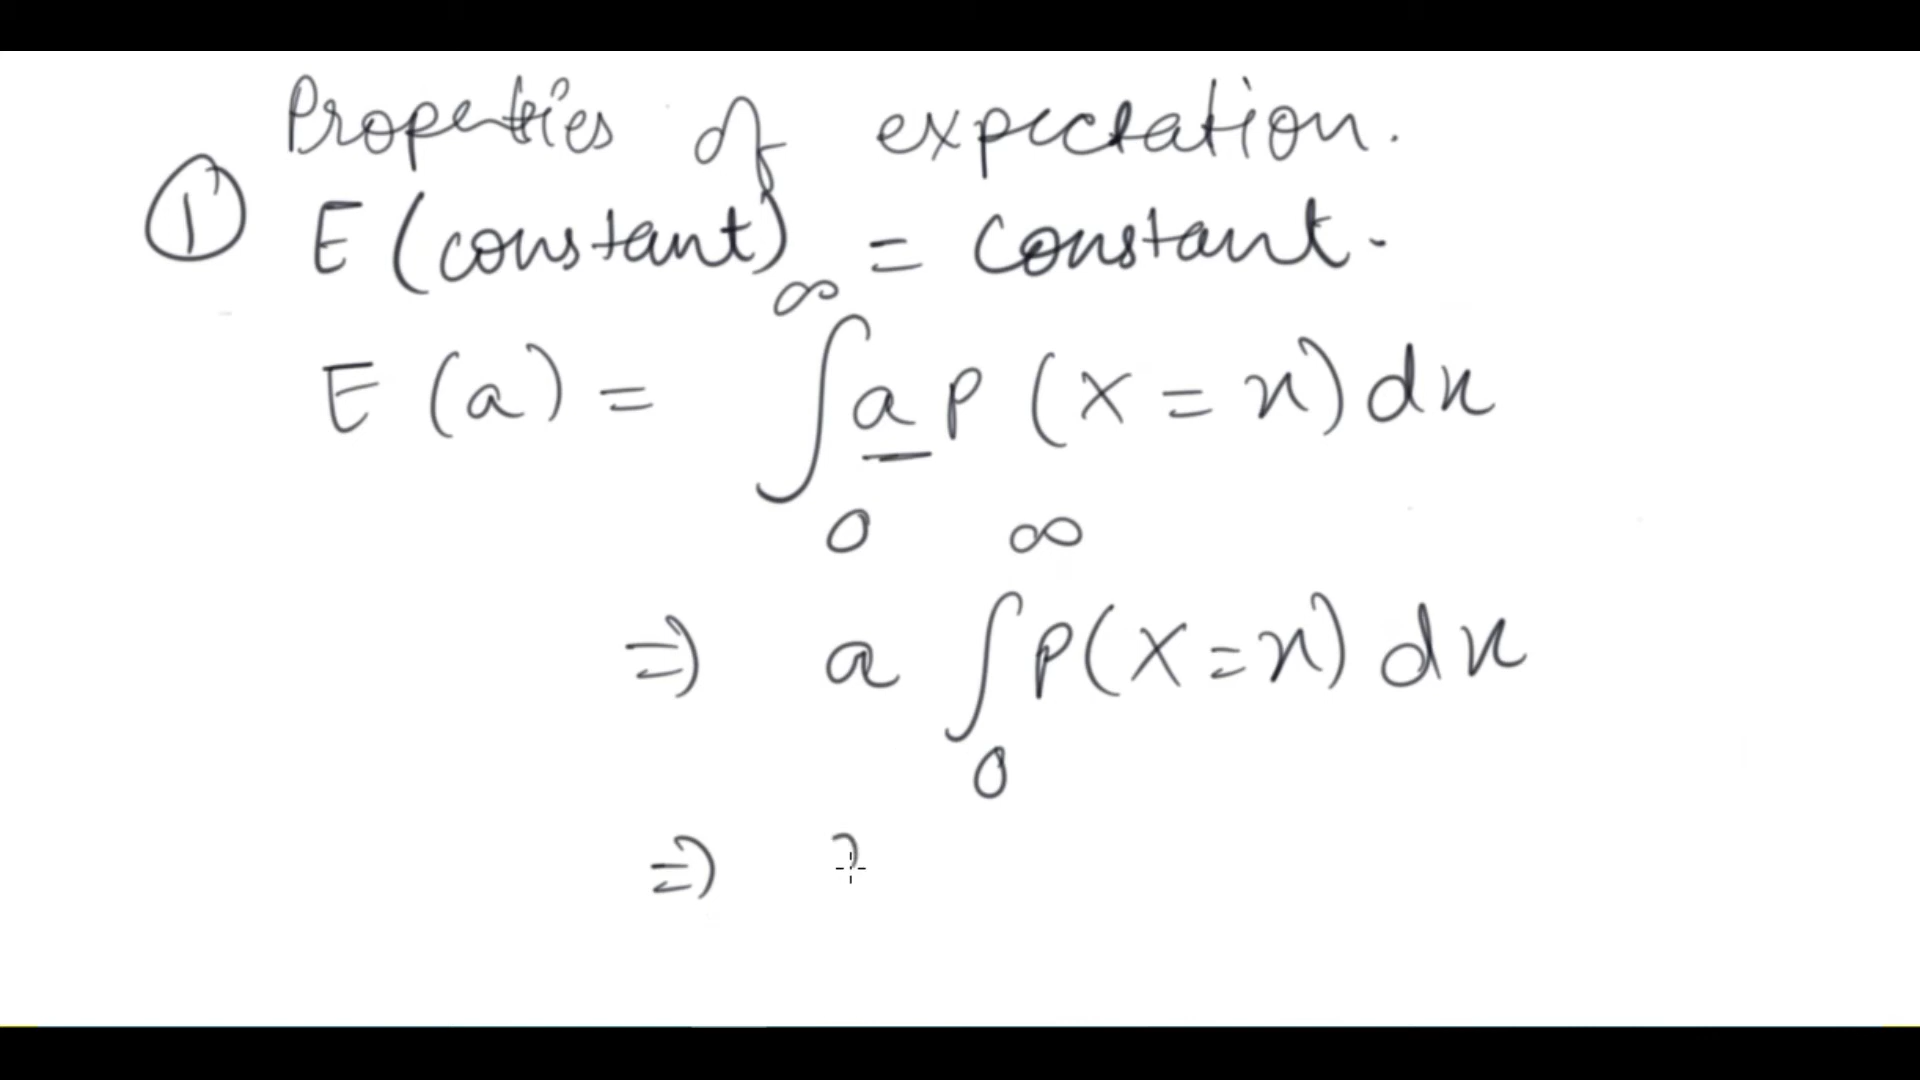 Properties of expectation.
① E(constant) = constant.
E(a) = ∫₀^∞ a P(X=x)dx
⇒ a ∫₀^∞ P(X=x)dx
⇒